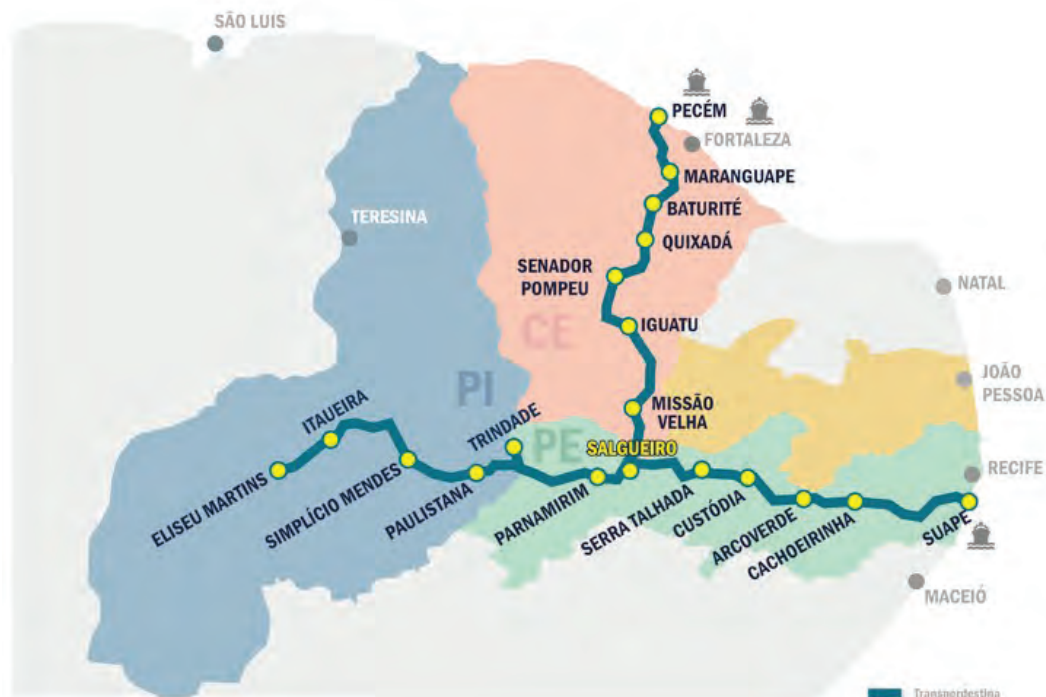 SÃO LUIS
PECÉM
FORTALEZA
MARANGUAPE
TERESINA
BATURITÉ
QUIXADÁ
SENADOR
POMPEU
NATAL
IGUATU
CE
JOÃO
PESSOA
PI
ITAUEIRA
TRINDADE
MISSÃO
VELHA
PE
SALGUEIRO
ELISEU MARTINS
SIMPLÍCIO MENDES
PAULISTANA
PARNAMIRIM
SERRA TALHADA
CUSTÓDIA
ARCOVERDE
CACHOEIRINHA
RECIFE
SUAPE
MACEIÓ
Transnordestina